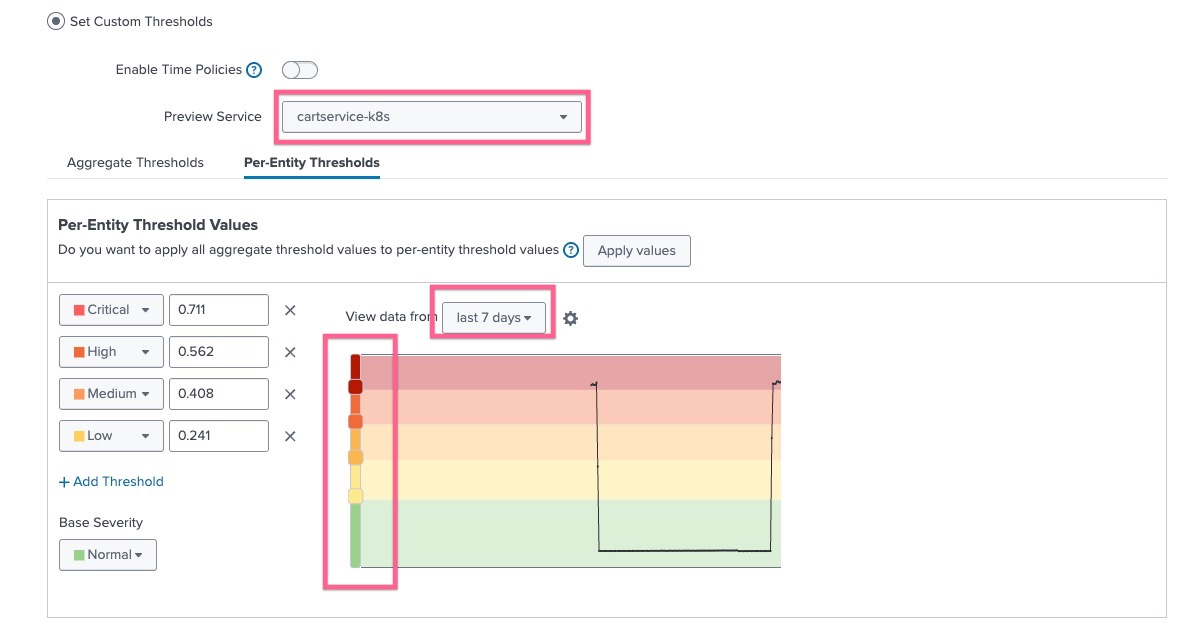 Set Custom Thresholds
Enable Time Policies ?
Preview Service cartservice-k8s
Aggregate Thresholds Per-Entity Thresholds
Per-Entity Threshold Values
Do you want to apply all aggregate threshold values to per-entity threshold values ? Apply values
Critical 0.711
View data from last 7 days
High 0.562
Medium 0.408
Low 0.241
+ Add Threshold
Base Severity
Normal